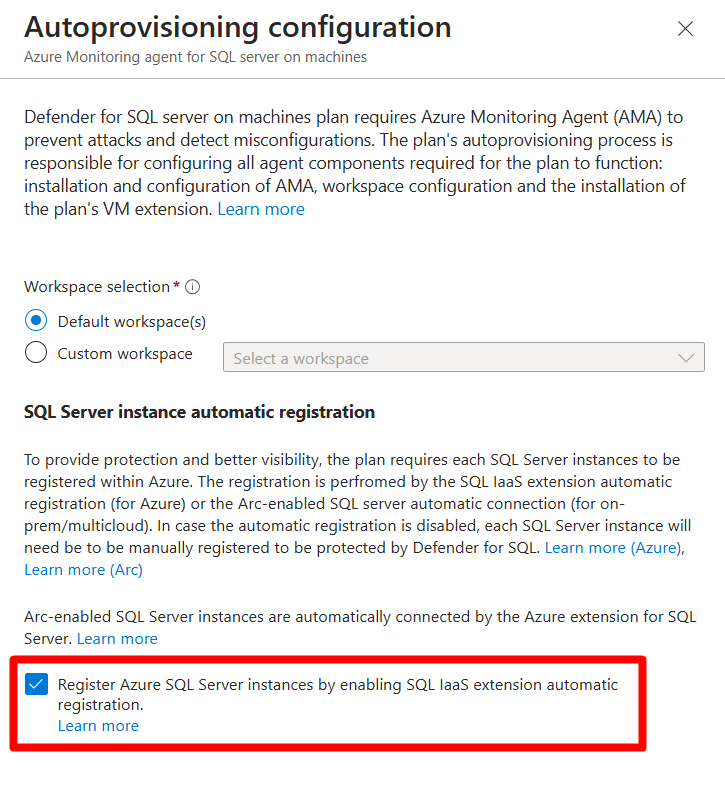 Autoprovisioning configuration
Azure Monitoring agent for SQL server on machines
Defender for SQL server on machines plan requires Azure Monitoring Agent (AMA) to
prevent attacks and detect misconfigurations. The plan's autoprovisioning process is
responsible for configuring all agent components required for the plan to function:
installation and configuration of AMA, workspace configuration and the installation of
the plan's VM extension. Learn more
Workspace selection *
Default workspace(s)
Custom workspace
Select a workspace
SQL Server instance automatic registration
To provide protection and better visibility, the plan requires each SQL Server instances to be
registered within Azure. The registration is perfromed by the SQL IaaS extension automatic
registration (for Azure) or the Arc-enabled SQL server automatic connection (for on-
prem/multicloud). In case the automatic registration is disabled, each SQL Server instance will
need be to be manually registered to be protected by Defender for SQL. Learn more (Azure),
Learn more (Arc)
Arc-enabled SQL Server instances are automatically connected by the Azure extension for SQL
Server. Learn more
Register Azure SQL Server instances by enabling SQL IaaS extension automatic
registration.
Learn more